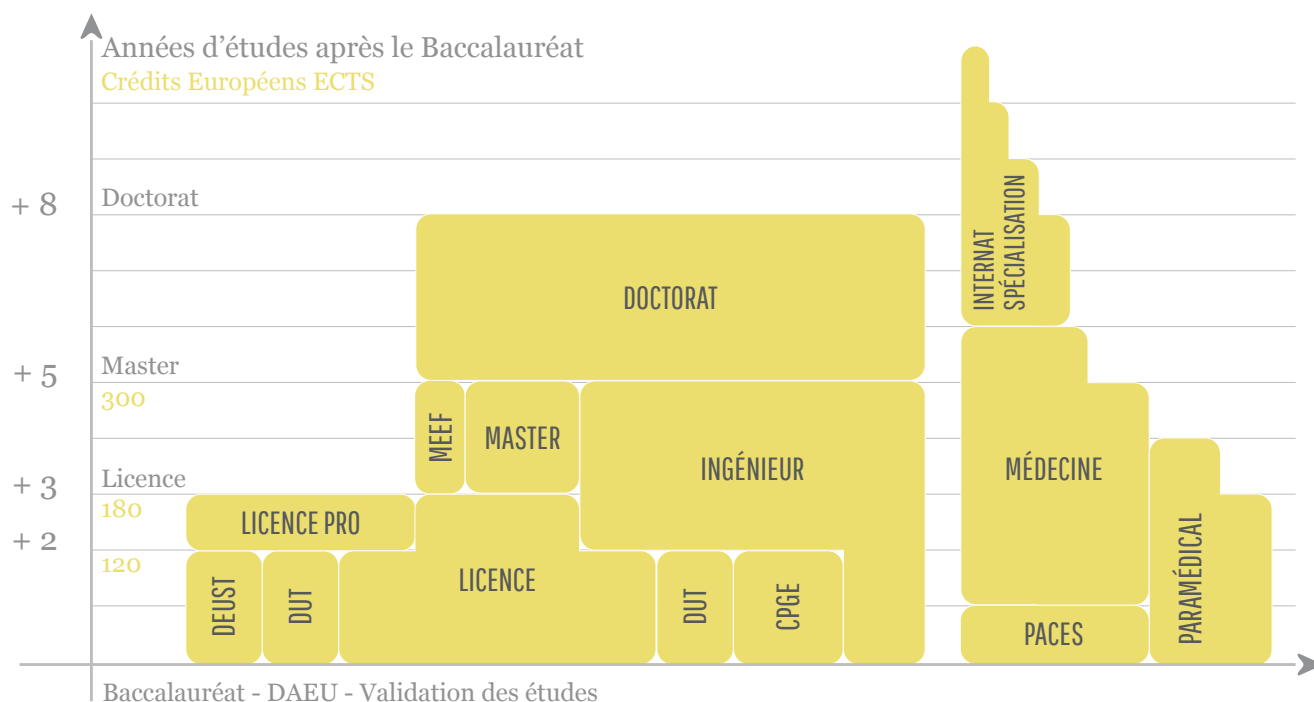 Années d’études après le Baccalauréat
Crédits Européens ECTS
+ 8
Doctorat
INTERNAT
SPÉCIALISATION
DOCTORAT
+ 5
Master
300
MEEF
MASTER
INGÉNIEUR
MÉDECINE
+ 3
Licence
180
LICENCE PRO
+ 2
120
DEUST
DUT
LICENCE
DUT
CPGE
PACES
PARAMÉDICAL
Baccalauréat - DAEU - Validation des études